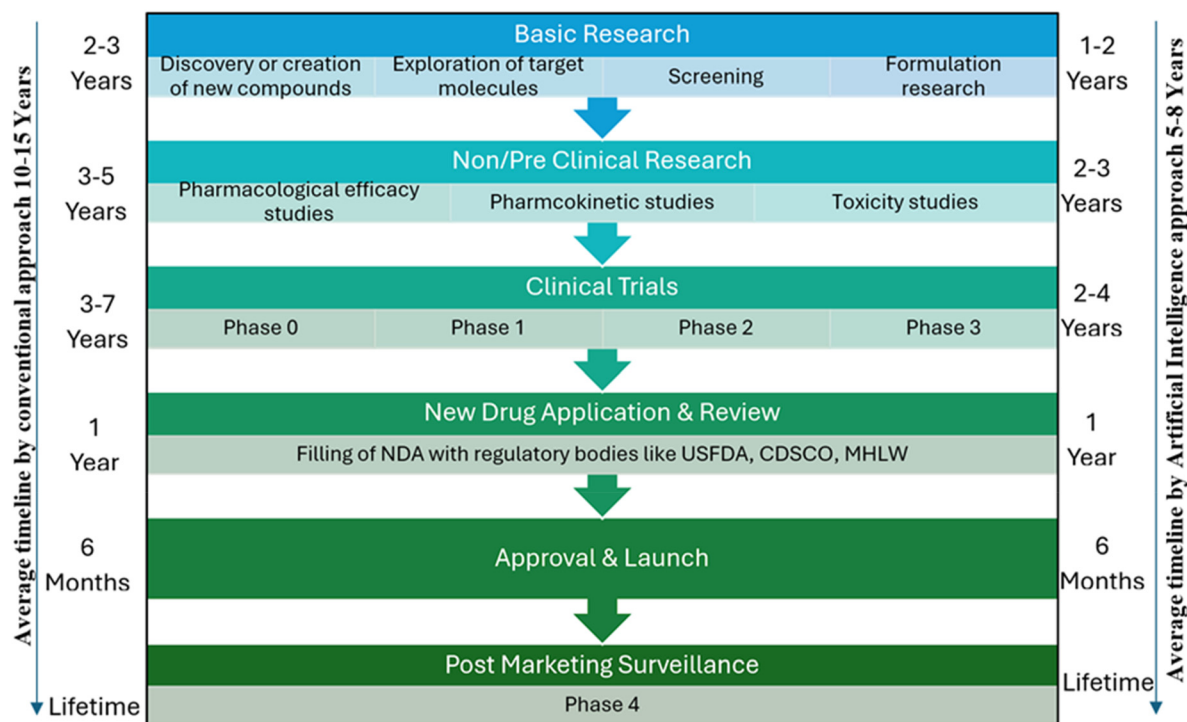 Average timeline by conventional approach 10-15 Years
2-3
Years
Basic Research
Discovery or creation
of new compounds
Exploration of target
molecules
Screening
Formulation
research
1-2
Years
3-5
Years
Non/Pre Clinical Research
Pharmacological efficacy
studies
Pharmcokinetic studies
Toxicity studies
2-3
Years
3-7
Years
Clinical Trials
Phase 0
Phase 1
Phase 2
Phase 3
2-4
Years
1
Year
New Drug Application & Review
Filling of NDA with regulatory bodies like USFDA, CDSCO, MHLW
1
Year
6
Months
Approval & Launch
6
Months
Lifetime
Post Marketing Surveillance
Phase 4
Lifetime
Average timeline by Artificial Intelligence approach 5-8 Years